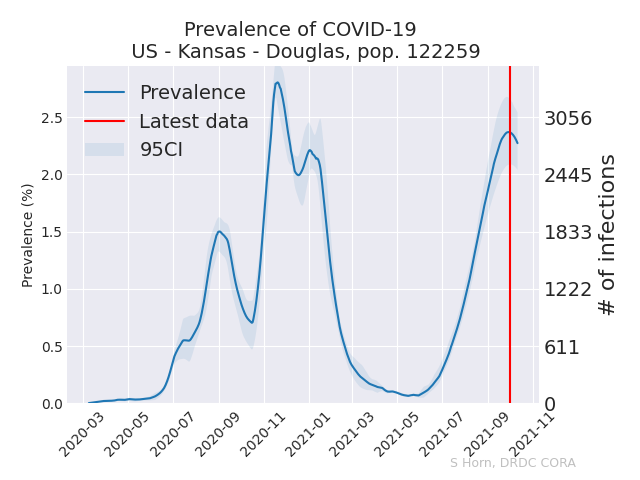 Prevalence of COVID-19
US - Kansas - Douglas, pop. 122259
Prevalence
Latest data
95CI
Prevalence (%)
2.5
2.0
1.5
1.0
0.5
0.0
3056
2445
1833
1222
611
0
# of infections
2020-03
2020-05
2020-07
2020-09
2020-11
2021-01
2021-03
2021-05
2021-07
2021-09
2021-11
S Horn, DRDC CORA